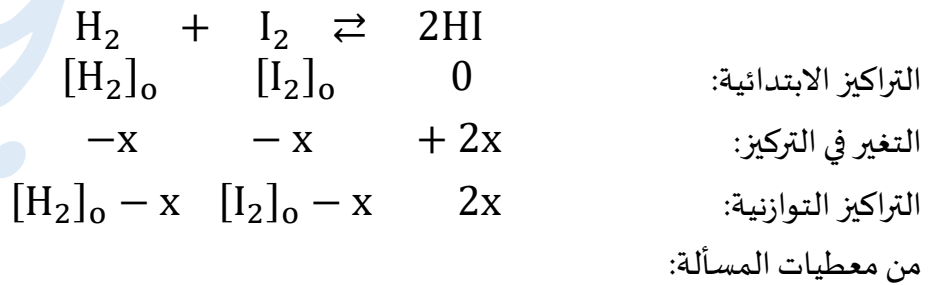 H₂ + I₂ ⇄ 2HI
التراكيز الابتدائية: [H₂]₀ [I₂]₀ 0
التغير في التركيز: −x − x + 2x
التراكيز التوازنية: [H₂]₀ − x [I₂]₀ − x 2x
من معطيات المسألة: